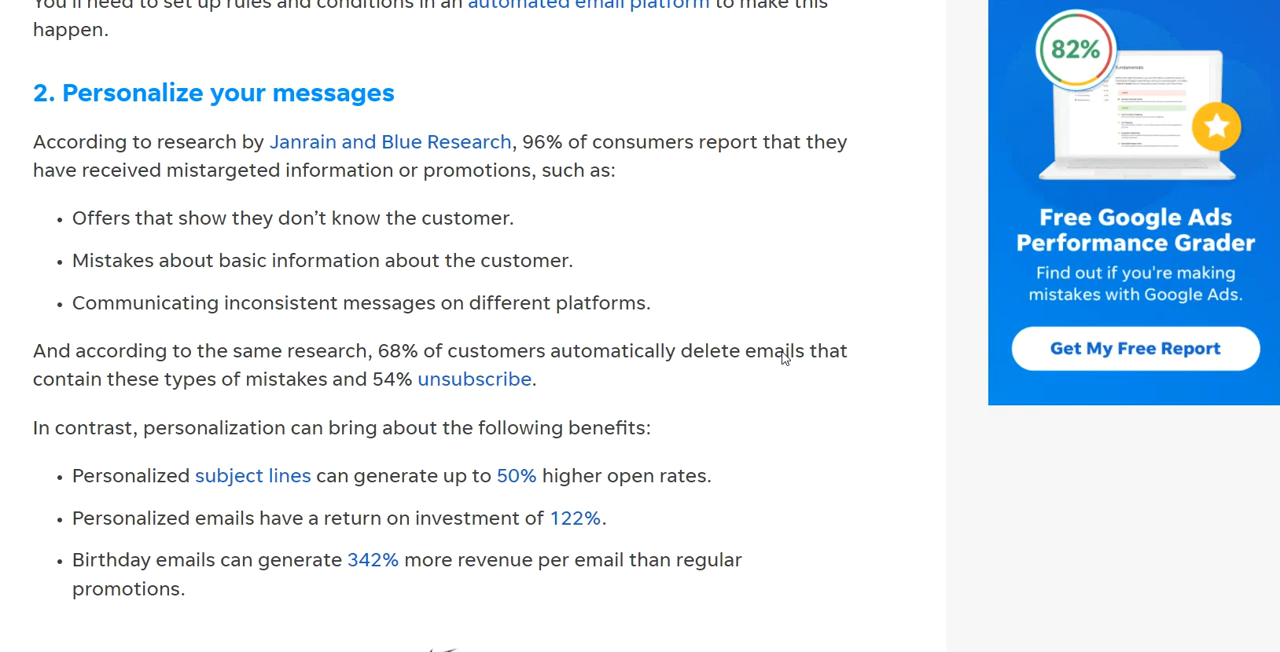 You'll need to set up rules and conditions in an automated email platform to make this
happen.
2. Personalize your messages
According to research by Janrain and Blue Research, 96% of consumers report that they
have received mistargeted information or promotions, such as:
• Offers that show they don’t know the customer.
• Mistakes about basic information about the customer.
• Communicating inconsistent messages on different platforms.
And according to the same research, 68% of customers automatically delete emails that
contain these types of mistakes and 54% unsubscribe.
In contrast, personalization can bring about the following benefits:
• Personalized subject lines can generate up to 50% higher open rates.
• Personalized emails have a return on investment of 122%.
• Birthday emails can generate 342% more revenue per email than regular
promotions.
82%
Free Google Ads
Performance Grader
Find out if you're making
mistakes with Google Ads.
Get My Free Report